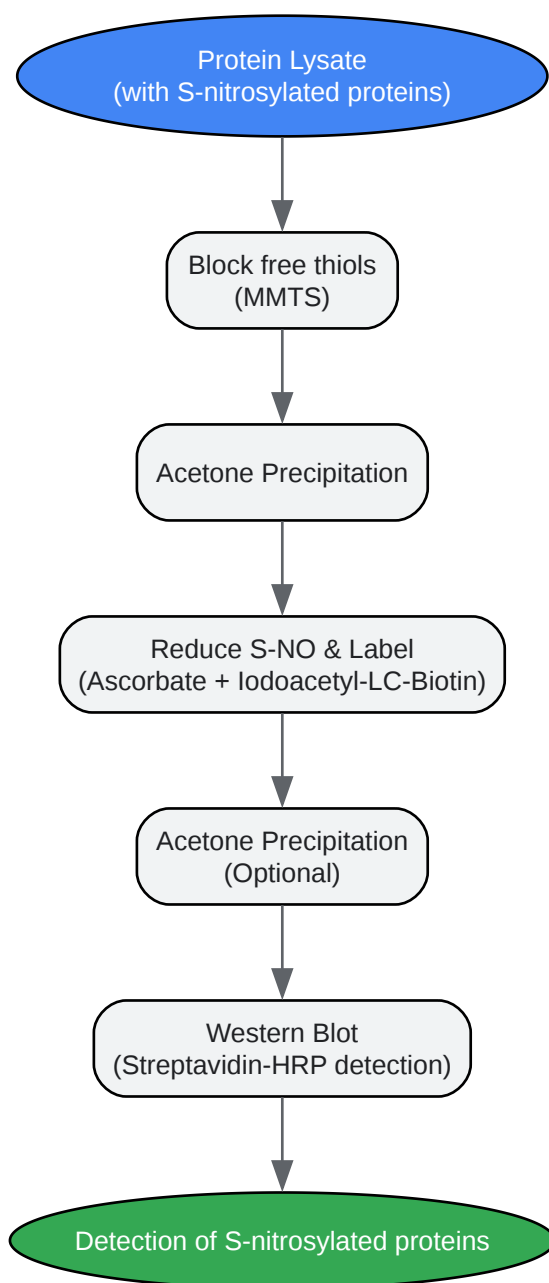 Protein Lysate
(with S-nitrosylated proteins)
Block free thiols
(MMTS)
Acetone Precipitation
Reduce S-NO & Label
(Ascorbate + Iodoacetyl-LC-Biotin)
Acetone Precipitation
(Optional)
Western Blot
(Streptavidin-HRP detection)
Detection of S-nitrosylated proteins